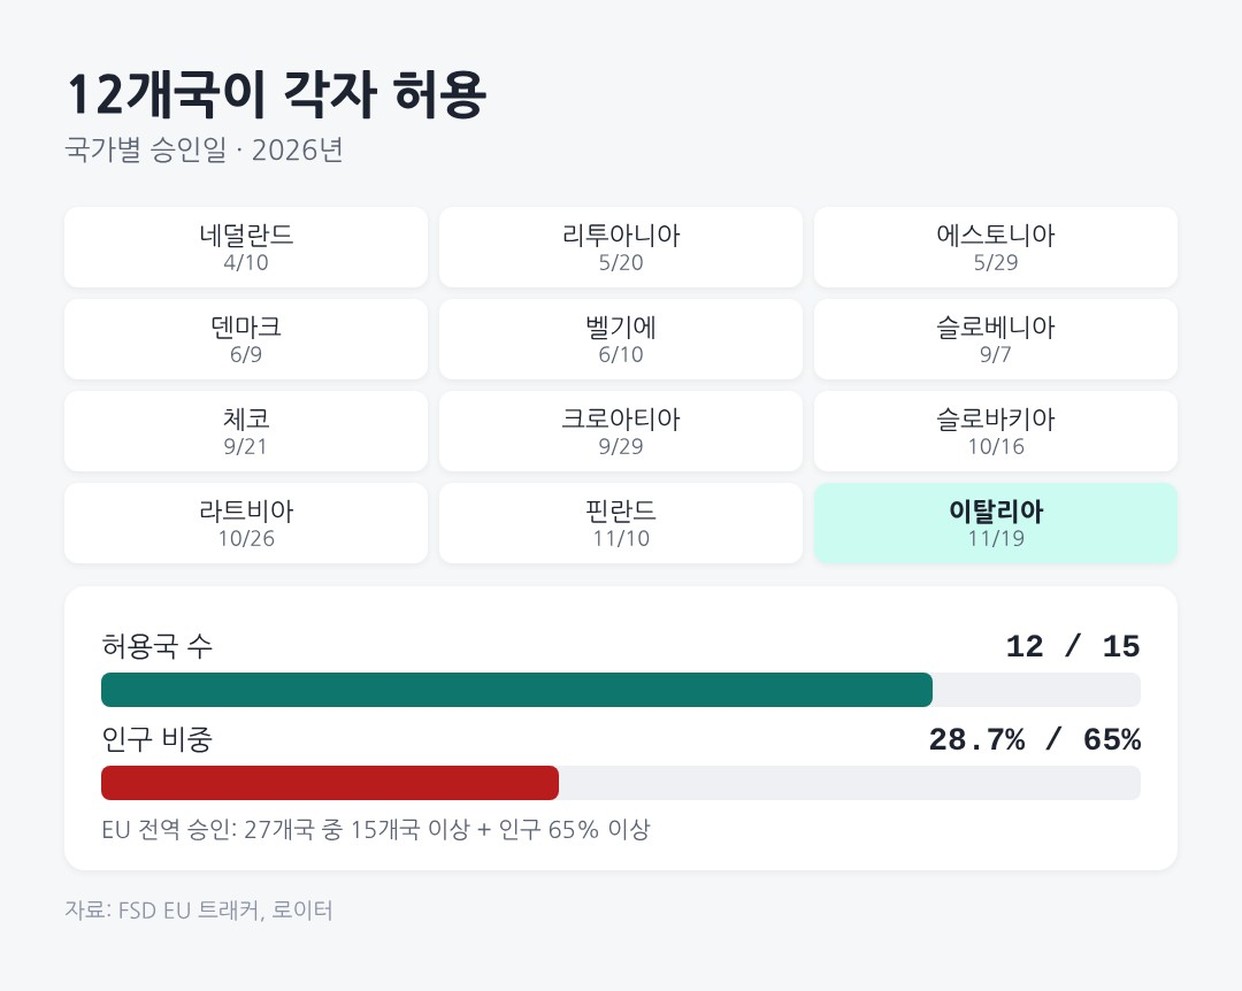 12개국이 각자 허용
국가별 승인일 · 2026년
네덜란드
4/10
리투아니아
5/20
에스토니아
5/29
덴마크
6/9
벨기에
6/10
슬로베니아
9/7
체코
9/21
크로아티아
9/29
슬로바키아
10/16
라트비아
10/26
핀란드
11/10
이탈리아
11/19
허용국 수
12 / 15
인구 비중
28.7% / 65%
EU 전역 승인: 27개국 중 15개국 이상 + 인구 65% 이상
자료: FSD EU 트래커, 로이터